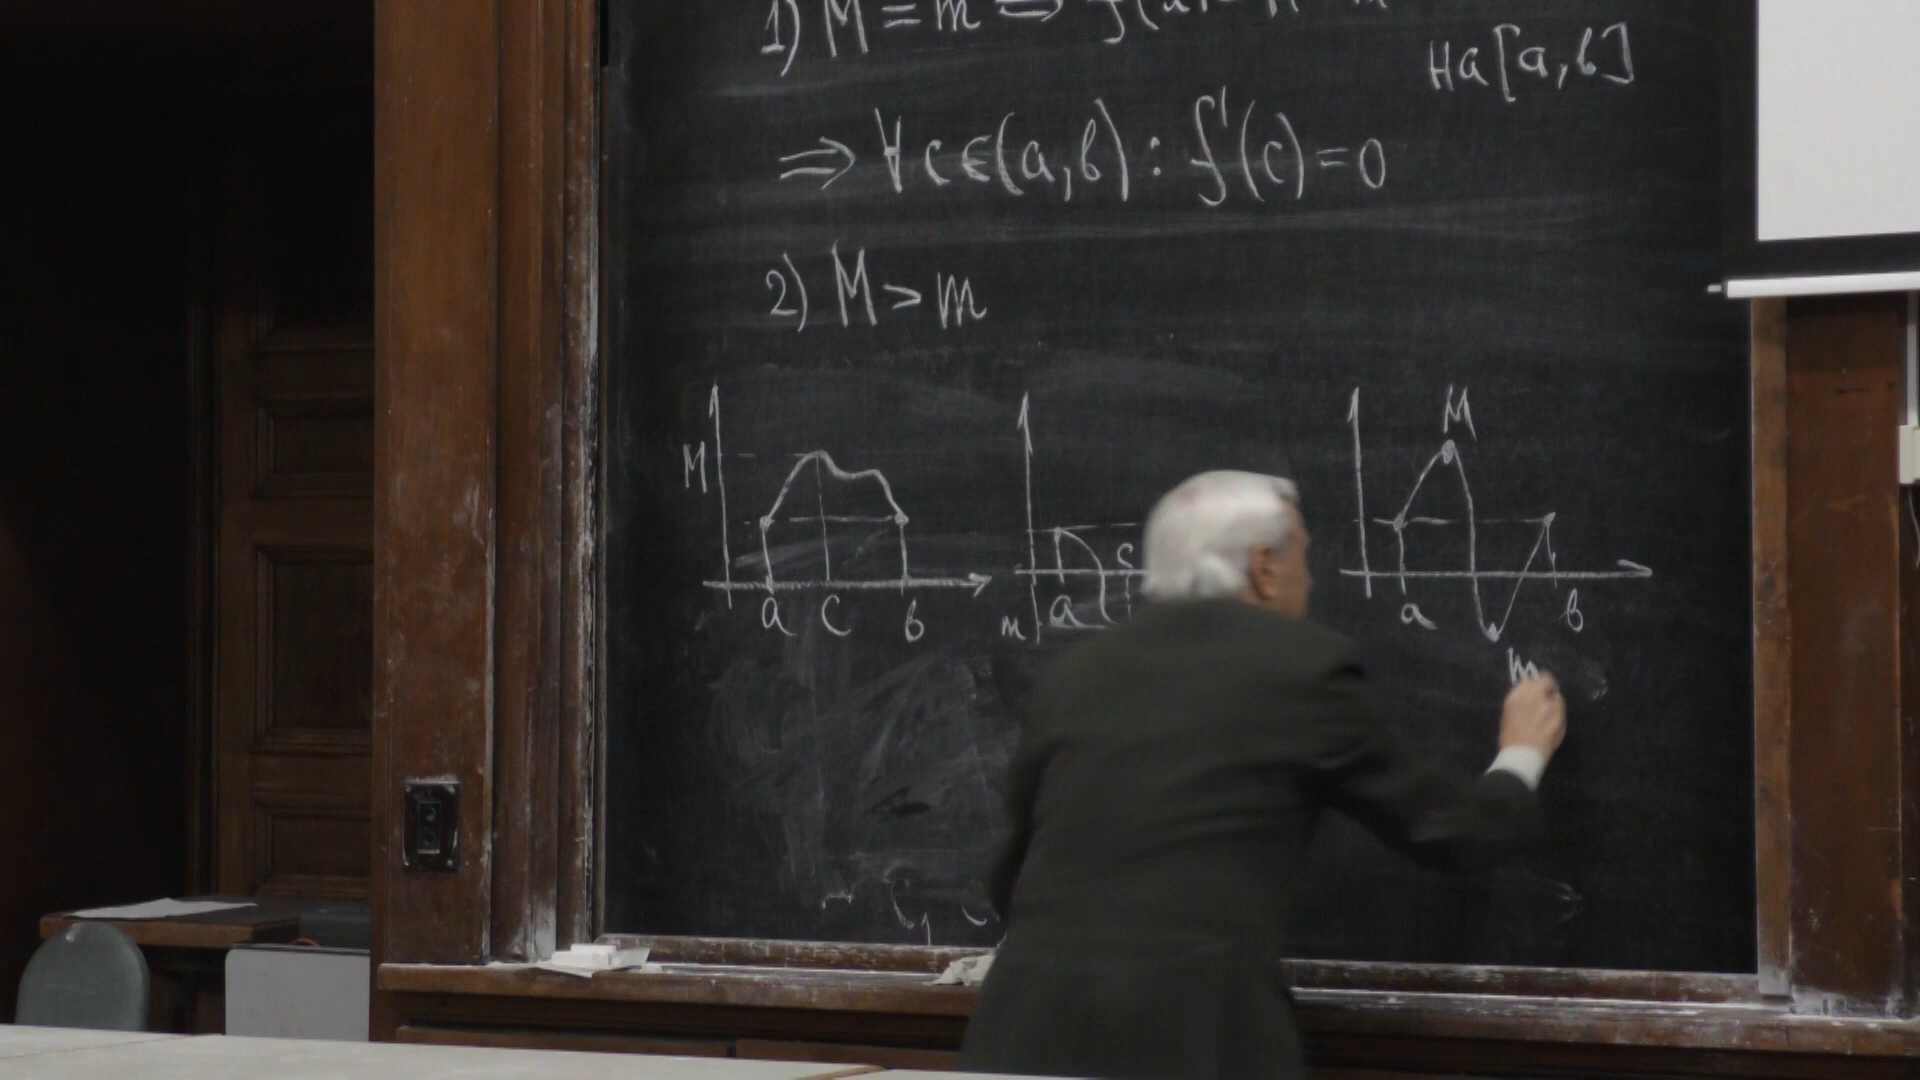 1) M = m ⇒
на [a, b]
⇒ ∀ c ∈ (a, b) : f'(c) = 0
2) M > m
M
a c b
c
m a
M
a b
m